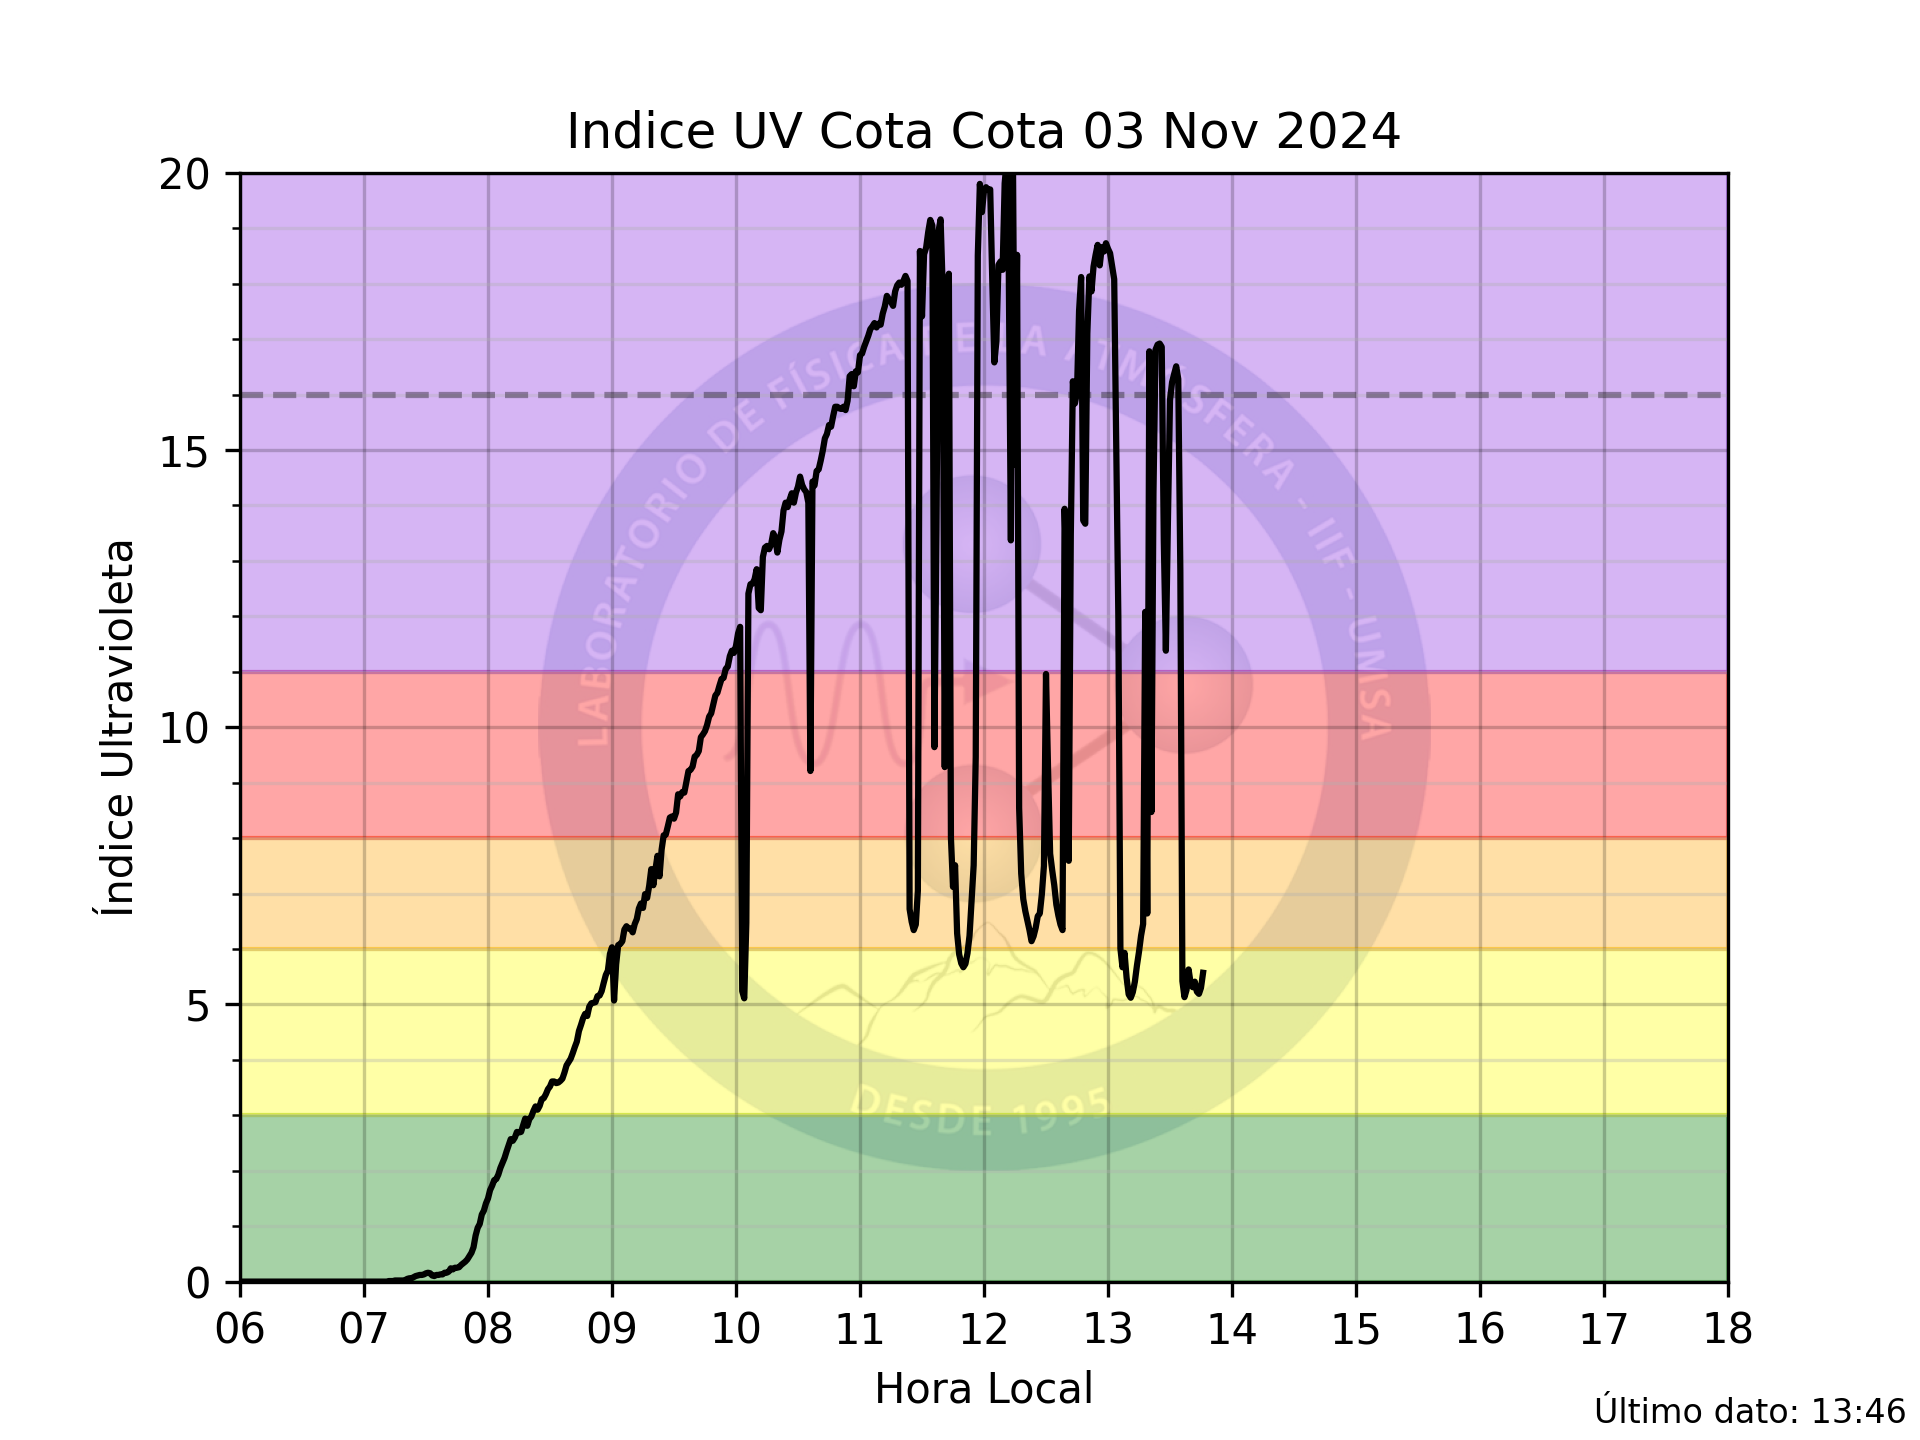 Indice UV Cota Cota 03 Nov 2024
20
15
10
5
0
Índice Ultravioleta
LABORATORIO DE FÍSICA DE LA ATMÓSFERA - IIF - UMSA
DESDE 1995
06 07 08 09 10 11 12 13 14 15 16 17 18
Hora Local
Último dato: 13:46